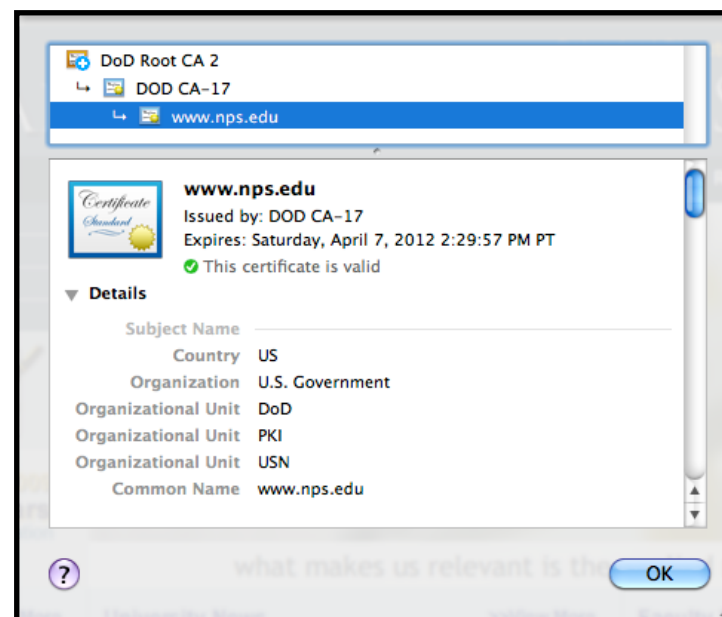 DoD Root CA 2
DOD CA-17
www.nps.edu
Certificate
Standard
www.nps.edu
Issued by: DOD CA-17
Expires: Saturday, April 7, 2012 2:29:57 PM PT
This certificate is valid
Details
Subject Name
Country US
Organization U.S. Government
Organizational Unit DoD
Organizational Unit PKI
Organizational Unit USN
Common Name www.nps.edu
what makes us relevant is the
? OK
University